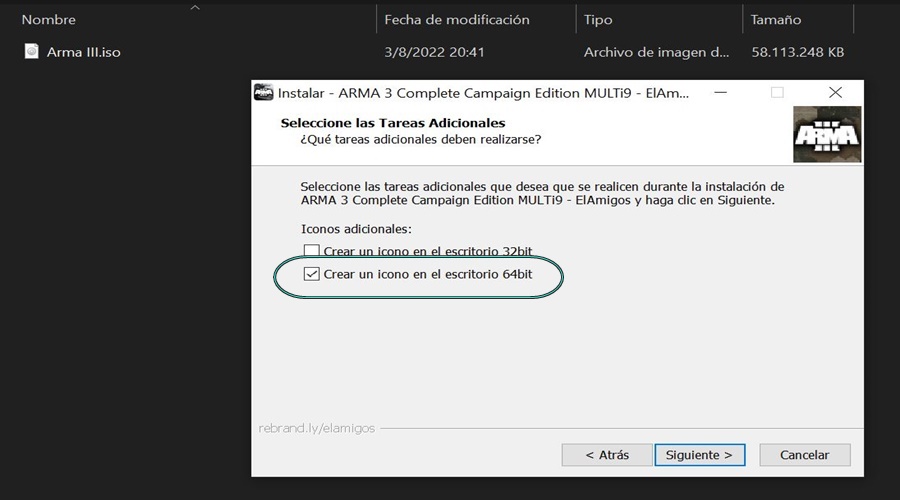 Nombre Fecha de modificación Tipo Tamaño
Arma III.iso 3/8/2022 20:41 Archivo de imagen d... 58.113.248 KB
Instalar - ARMA 3 Complete Campaign Edition MULTi9 - ElAm...
Seleccione las Tareas Adicionales
¿Qué tareas adicionales deben realizarse?
ARMA III
Seleccione las tareas adicionales que desea que se realicen durante la instalación de
ARMA 3 Complete Campaign Edition MULTi9 - ElAmigos y haga clic en Siguiente.
Iconos adicionales:
Crear un icono en el escritorio 32bit
Crear un icono en el escritorio 64bit
rebrand.ly/elamigos
< Atrás Siguiente > Cancelar